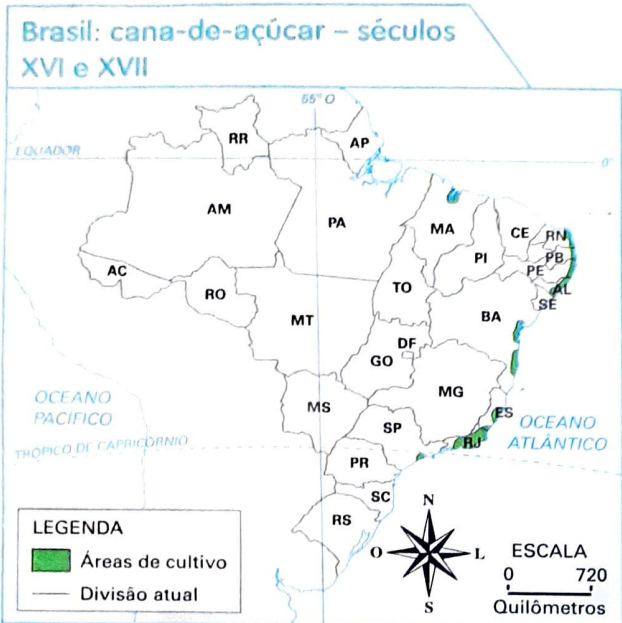 Brasil: cana-de-açúcar – séculos
XVI e XVII
55° O
RR
AP
EQUADOR
0°
AM
PA
MA
CE
RN
PI
PB
PE
AC
AL
TO
SE
RO
BA
MT
DF
GO
MG
OCEANO
PACÍFICO
MS
ES
OCEANO
ATLÂNTICO
SP
RJ
TRÓPICO DE CAPRICÓRNIO
PR
SC
RS
N
O
L
S
LEGENDA
Áreas de cultivo
Divisão atual
ESCALA
0 720
Quilômetros